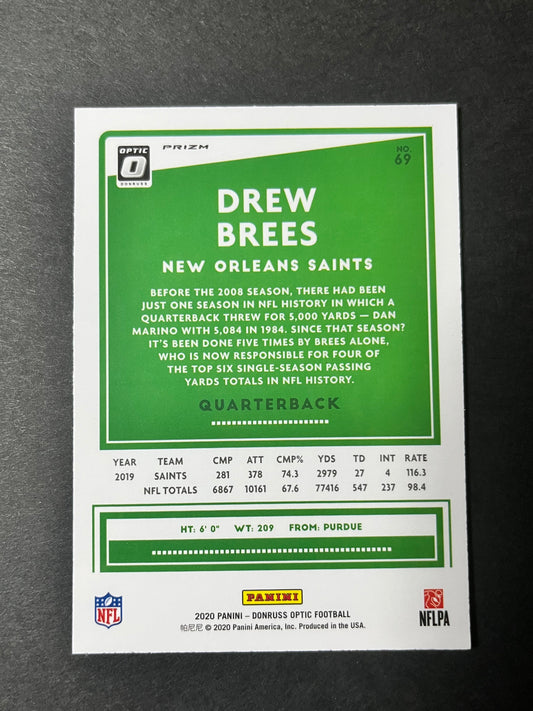 OPTIC
DONRUSS
PRIZM
NO.
69
DREW
BREES
NEW ORLEANS SAINTS
BEFORE THE 2008 SEASON, THERE HAD BEEN
JUST ONE SEASON IN NFL HISTORY IN WHICH A
QUARTERBACK THREW FOR 5,000 YARDS — DAN
MARINO WITH 5,084 IN 1984. SINCE THAT SEASON?
IT'S BEEN DONE FIVE TIMES BY BREES ALONE,
WHO IS NOW RESPONSIBLE FOR FOUR OF
THE TOP SIX SINGLE-SEASON PASSING
YARDS TOTALS IN NFL HISTORY.
QUARTERBACK
YEAR TEAM CMP ATT CMP% YDS TD INT RATE
2019 SAINTS 281 378 74.3 2979 27 4 116.3
NFL TOTALS 6867 10161 67.6 77416 547 237 98.4
HT: 6' 0" WT: 209 FROM: PURDUE
NFL
PANINI
NFLPA
2020 PANINI – DONRUSS OPTIC FOOTBALL
帕尼尼 © 2020 Panini America, Inc. Produced in the USA.